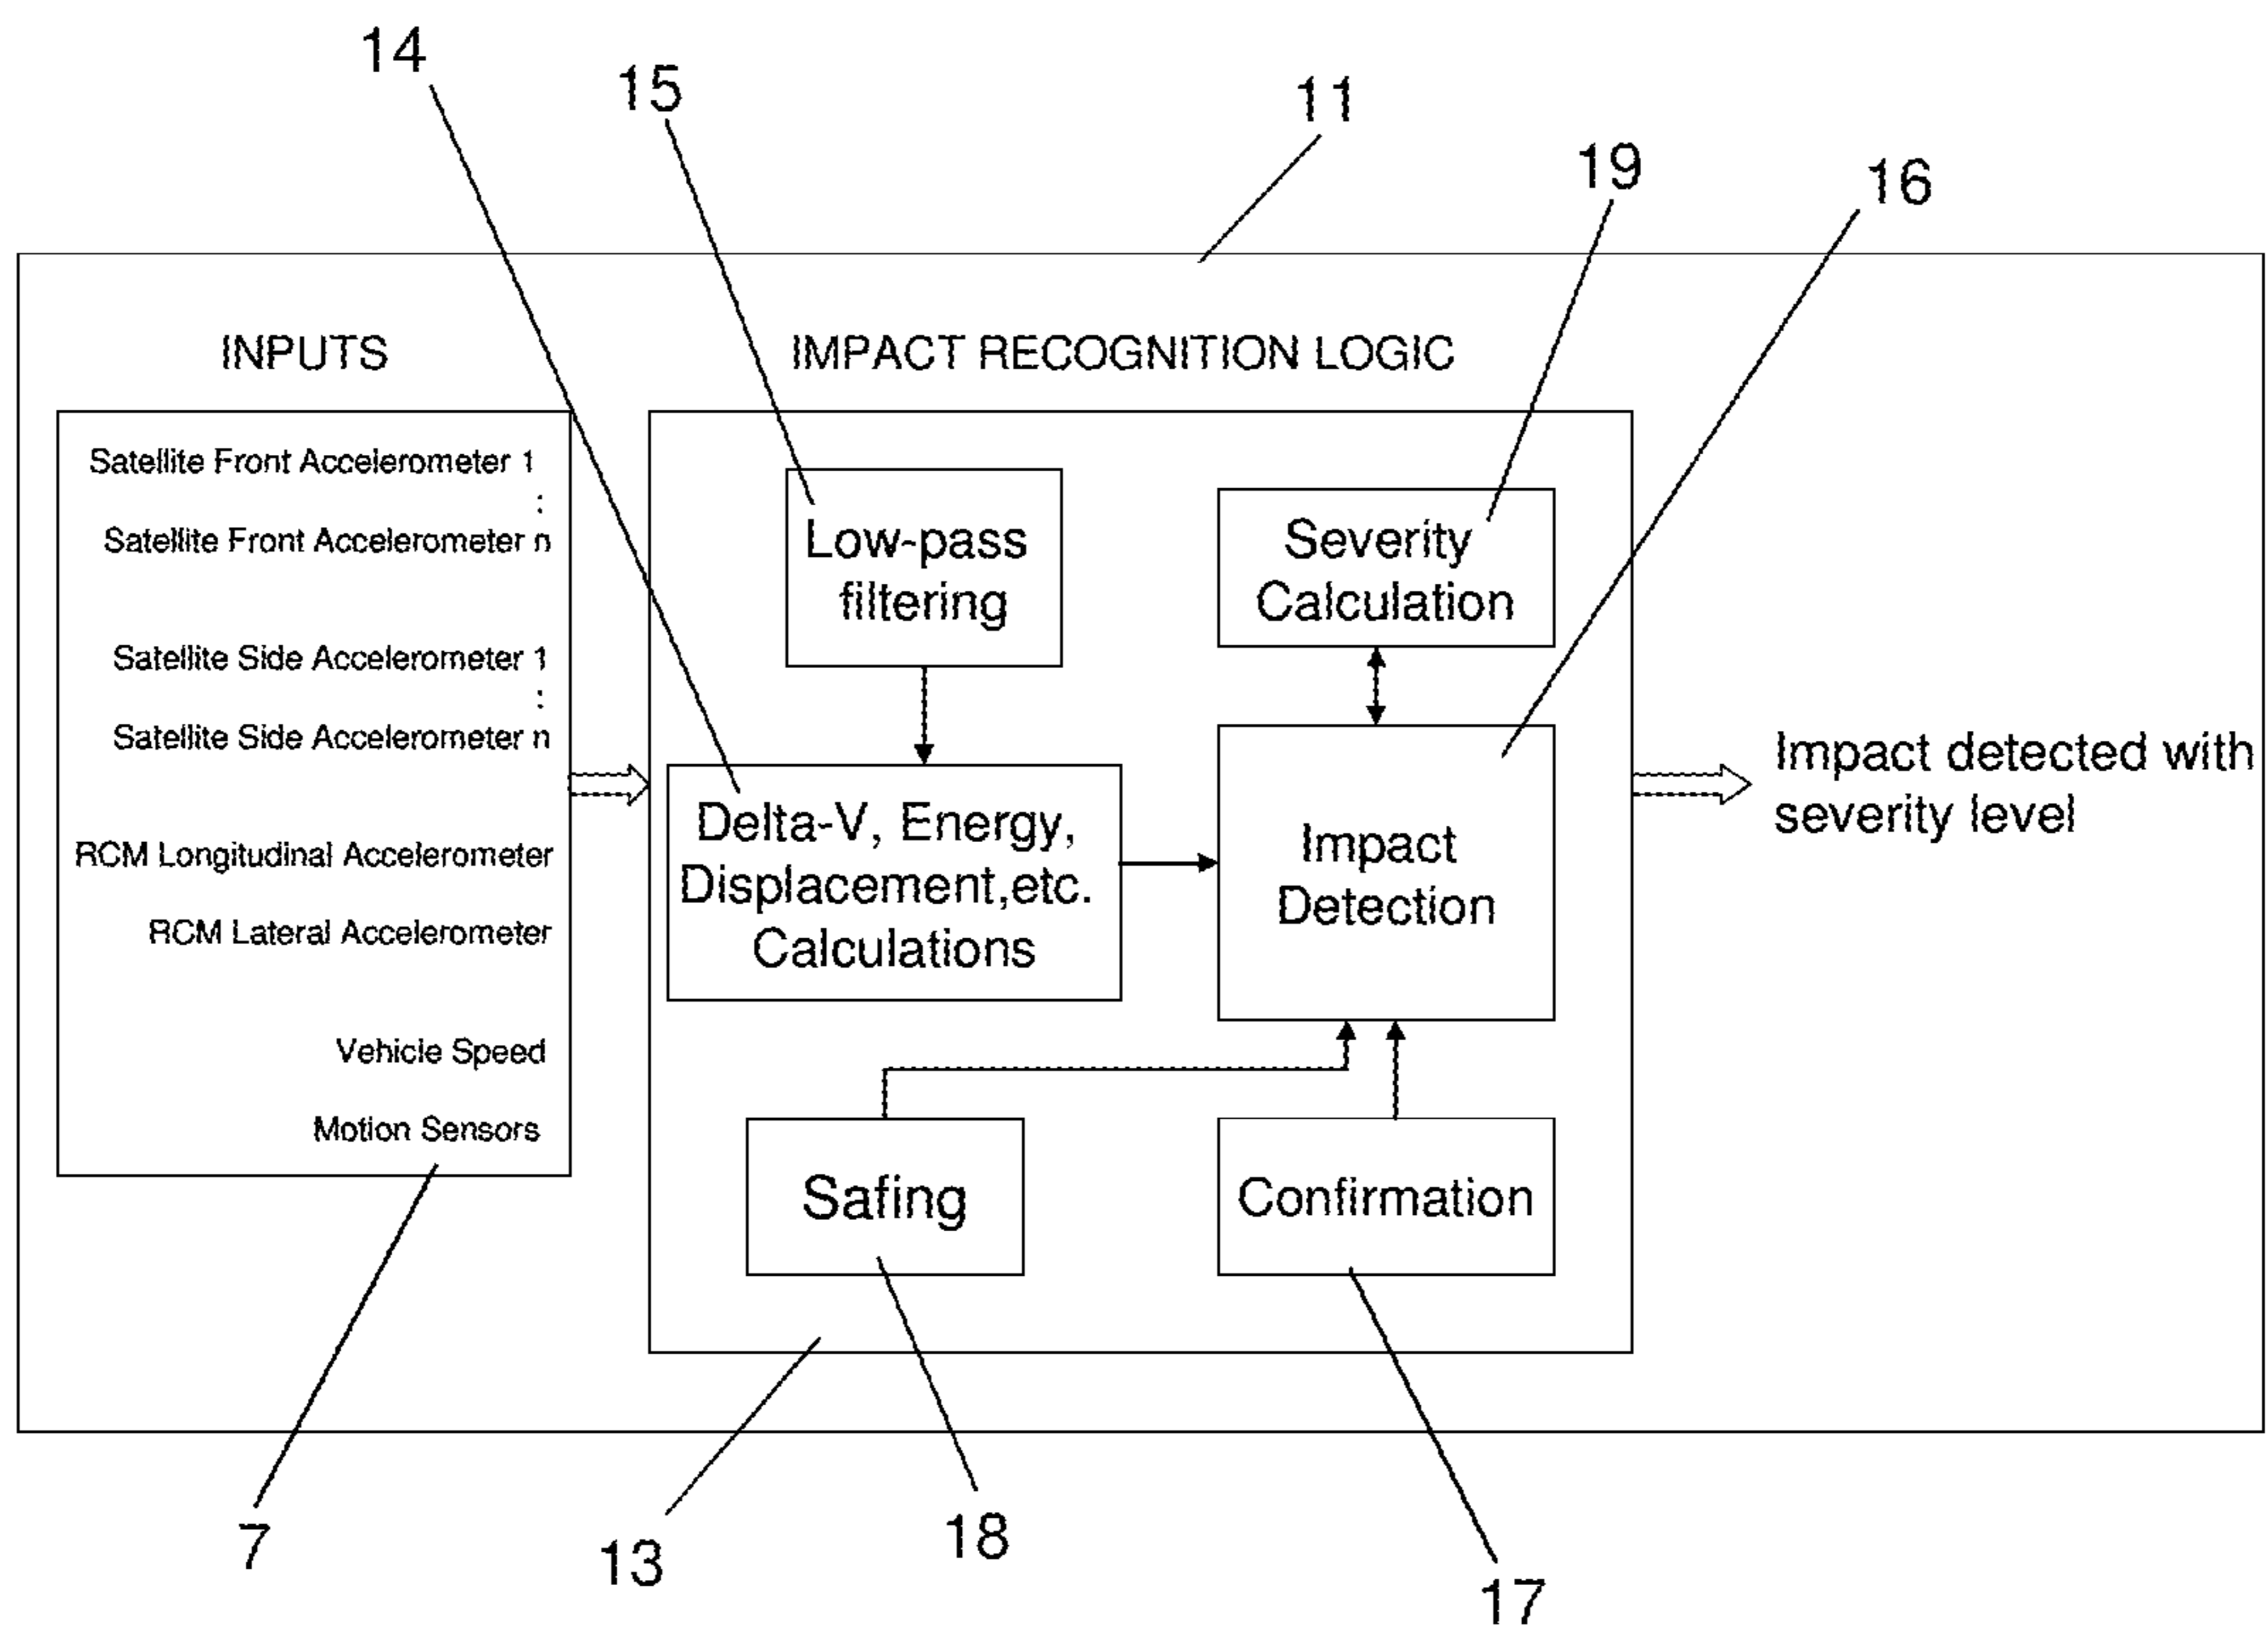 14
15
11
19
16
INPUTS
IMPACT RECOGNITION LOGIC
Satellite Front Accelerometer 1
:
Satellite Front Accelerometer n
Satellite Side Accelerometer 1
:
Satellite Side Accelerometer n
RCM Longitudinal Accelerometer
RCM Lateral Accelerometer
Vehicle Speed
Motion Sensors
Low-pass
filtering
Severity
Calculation
Delta-V, Energy,
Displacement,etc.
Calculations
Impact
Detection
Safing
Confirmation
Impact detected with
severity level
7
13
18
17